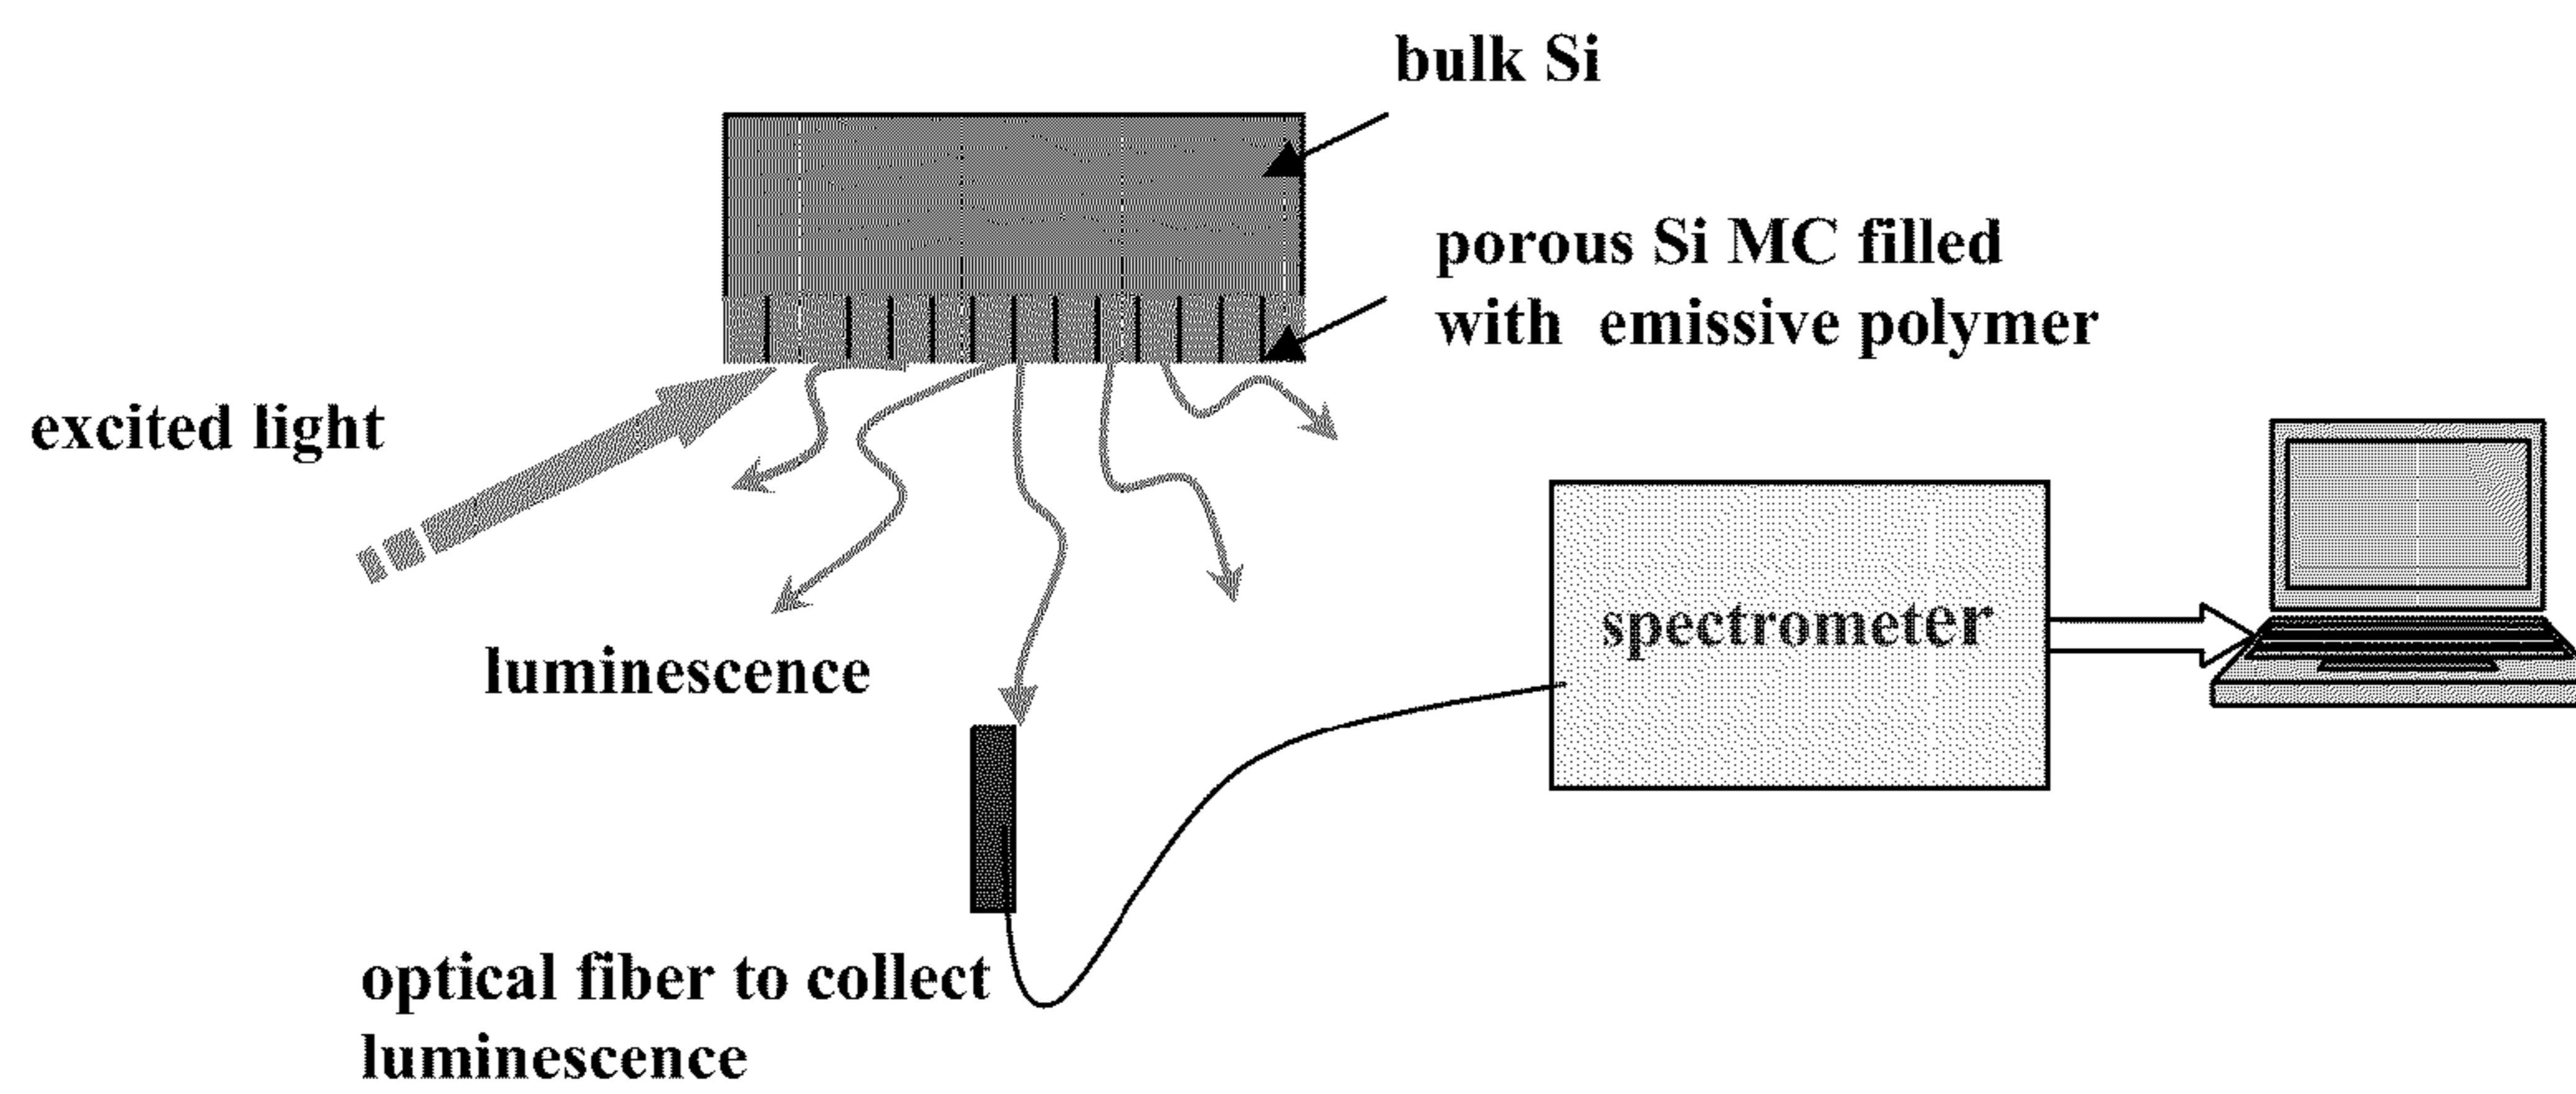 bulk Si
porous Si MC filled
with emissive polymer
excited light
spectrometer
luminescence
optical fiber to collect
luminescence